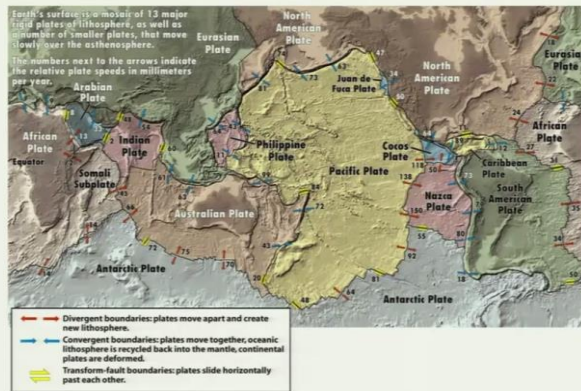 Earth's surface is a mosaic of 13 major
rigid plates of lithosphere, as well as
a number of smaller plates, that move
slowly over the asthenosphere.
The numbers next to the arrows indicate
the relative plate speeds in millimeters
per year.
North
American
Plate
Eurasian
Plate
Eurasian
Plate
Juan de
Fuca Plate
North
American Plate
Arabian
Plate
African
Plate
Indian
Plate
Philippine
Plate
Cocos
Plate
African
Plate
Equator
Somali
Subplate
Pacific Plate
Caribbean
Plate
Nazca
Plate
South
American
Plate
Australian Plate
Antarctic Plate
Antarctic Plate
Divergent boundaries: plates move apart and create
new lithosphere.
Convergent boundaries: plates move together, oceanic
lithosphere is recycled back into the mantle, continental
plates are deformed.
Transform-fault boundaries: plates slide horizontally
past each other.